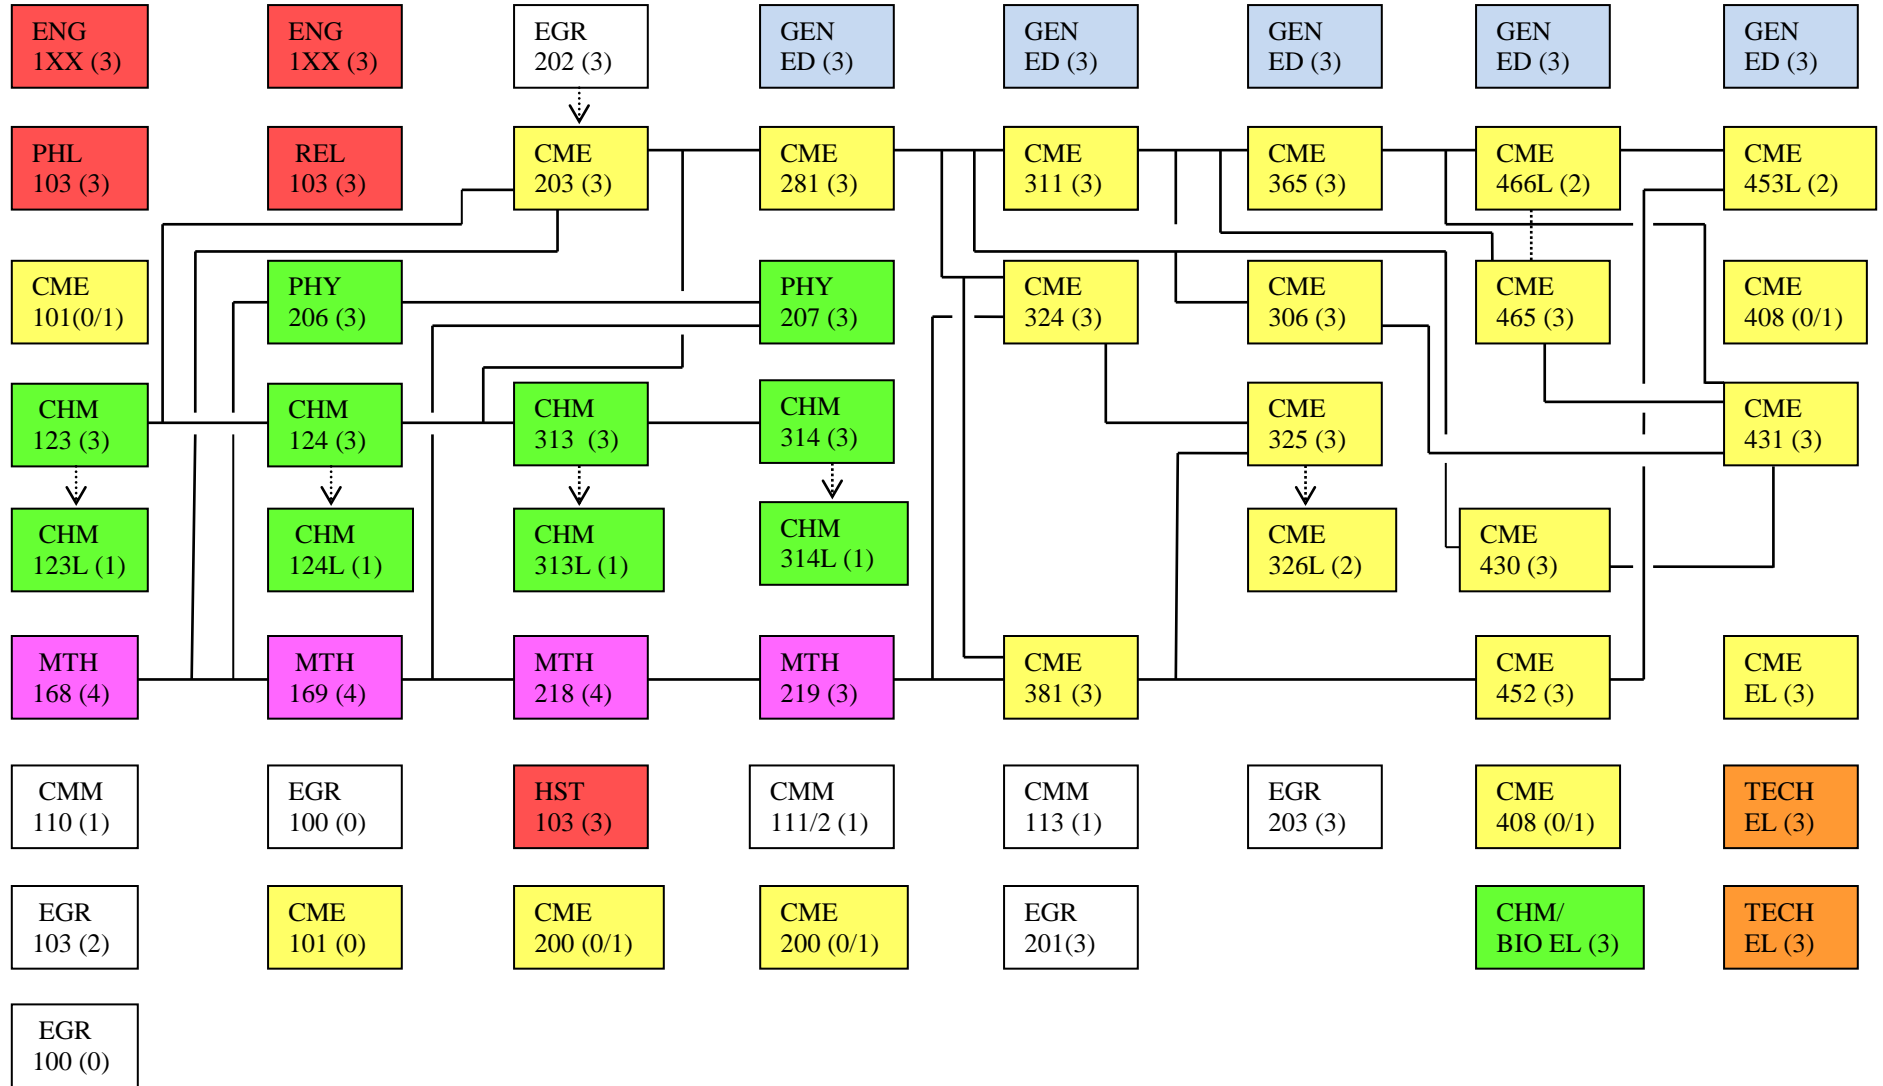 ENG
1XX (3)
ENG
1XX (3)
EGR
202 (3)
GEN
ED (3)
GEN
ED (3)
GEN
ED (3)
GEN
ED (3)
GEN
ED (3)
PHL
103 (3)
REL
103 (3)
CME
203 (3)
CME
281 (3)
CME
311 (3)
CME
365 (3)
CME
466L (2)
CME
453L (2)
CME
101(0/1)
PHY
206 (3)
PHY
207 (3)
CME
324 (3)
CME
306 (3)
CME
465 (3)
CME
408 (0/1)
CHM
123 (3)
CHM
124 (3)
CHM
313 (3)
CHM
314 (3)
CME
325 (3)
CME
431 (3)
CHM
123L (1)
CHM
124L (1)
CHM
313L (1)
CHM
314L (1)
CME
326L (2)
CME
430 (3)
MTH
168 (4)
MTH
169 (4)
MTH
218 (4)
MTH
219 (3)
CME
381 (3)
CME
452 (3)
CME
EL (3)
CMM
110 (1)
EGR
100 (0)
HST
103 (3)
CMM
111/2 (1)
CMM
113 (1)
EGR
203 (3)
CME
408 (0/1)
TECH
EL (3)
EGR
103 (2)
CME
101 (0)
CME
200 (0/1)
CME
200 (0/1)
EGR
201(3)
CHM/
BIO EL (3)
TECH
EL (3)
EGR
100 (0)